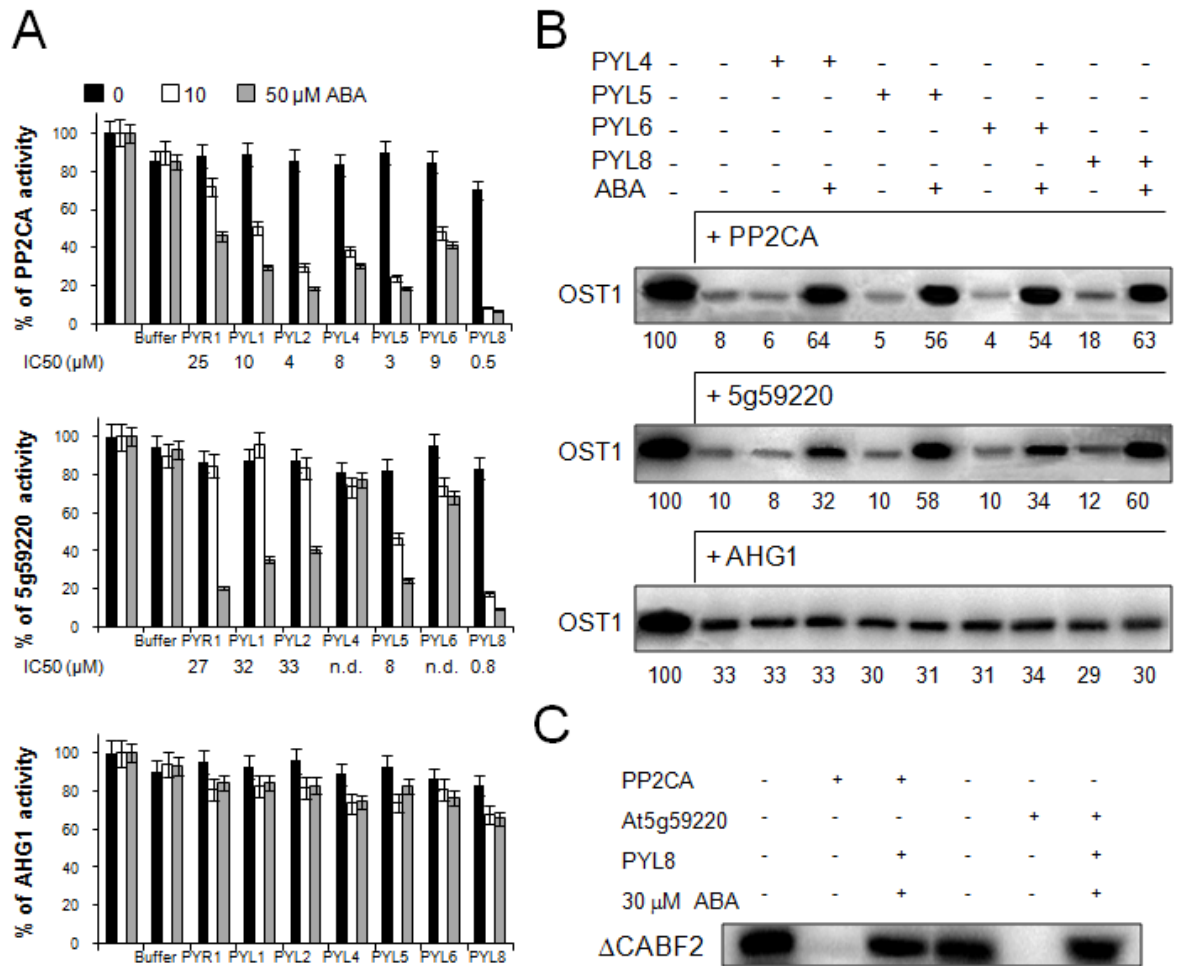 A
0 10 50 µM ABA
% of PP2CA activity
100
80
60
40
20
0
Buffer PYR1 PYL1 PYL2 PYL4 PYL5 PYL6 PYL8
IC50 (µM) 25 10 4 8 3 9 0.5
% of 5g59220 activity
100
80
60
40
20
0
Buffer PYR1 PYL1 PYL2 PYL4 PYL5 PYL6 PYL8
IC50 (µM) 27 32 33 n.d. 8 n.d. 0.8
% of AHG1 activity
100
80
60
40
20
0
Buffer PYR1 PYL1 PYL2 PYL4 PYL5 PYL6 PYL8
B
PYL4 - - + + - - - - - -
PYL5 - - - - + + - - - -
PYL6 - - - - - - + + - -
PYL8 - - - - - - - - + +
ABA - - - + - + - + - +
+ PP2CA
OST1
100 8 6 64 5 56 4 54 18 63
+ 5g59220
OST1
100 10 8 32 10 58 10 34 12 60
+ AHG1
OST1
100 33 33 33 30 31 31 34 29 30
C
PP2CA - + + - - -
At5g59220 - - - - + +
PYL8 - - + - - +
30 µM ABA - - + - - +
ΔCABF2